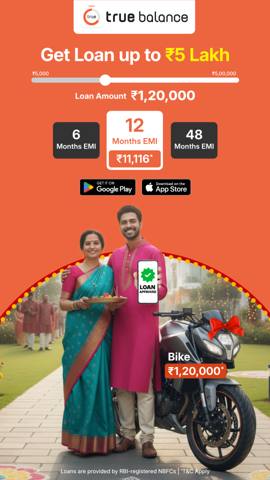 true balance
Get Loan up to ₹5 Lakh
₹5,000 ₹5,00,000
Loan Amount ₹1,20,000
6
Months EMI
12
Months EMI
₹11,116*
48
Months EMI
GET IT ON
Google Play
Download on the
App Store
LOAN
APPROVED
Bike
₹1,20,000*
Loans are provided by RBI-registered NBFCs | *T&C Apply